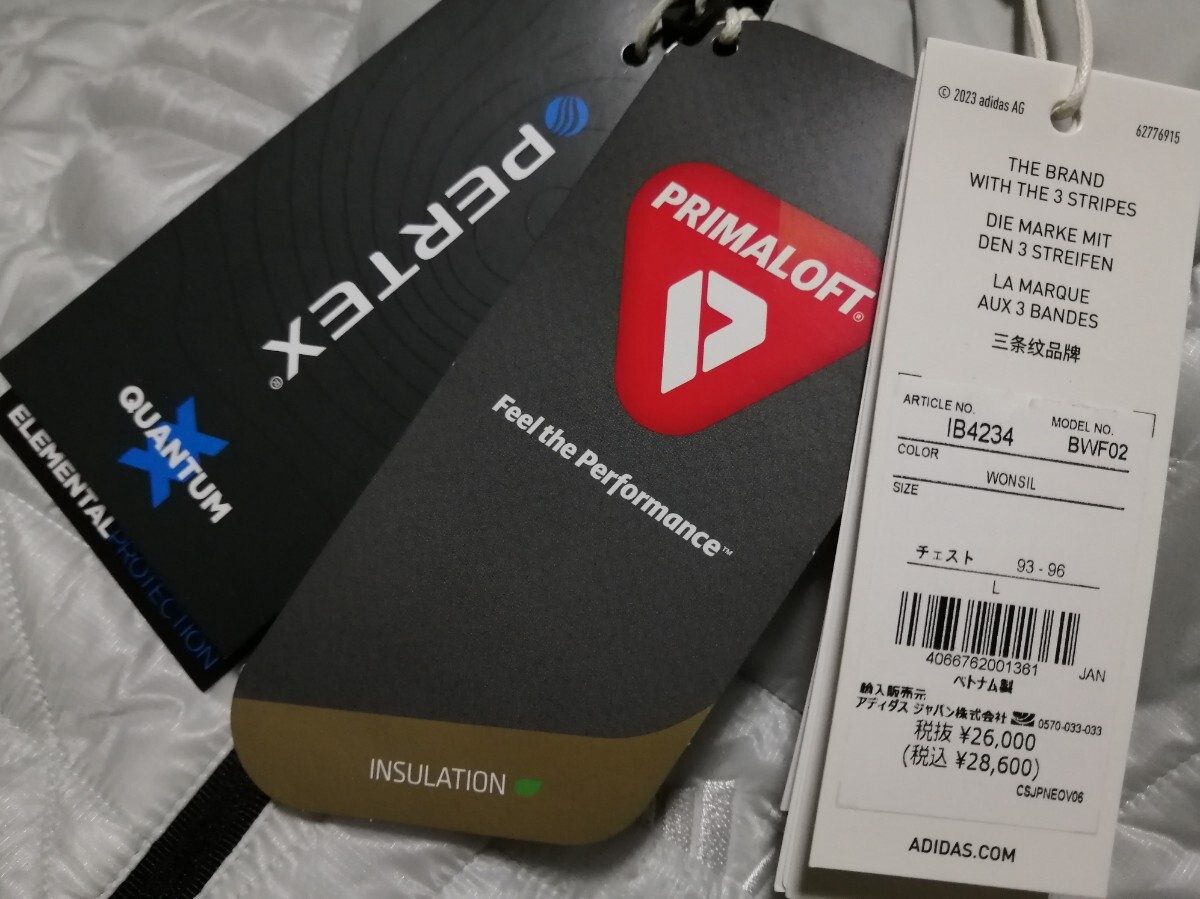 PERTEX®
QUANTUM
ELEMENTAL PROTECTION
PRIMALOFT®
Feel the Performance™
INSULATION
© 2023 adidas AG
62776915
THE BRAND
WITH THE 3 STRIPES
DIE MARKE MIT
DEN 3 STREIFEN
LA MARQUE
AUX 3 BANDES
三条纹品牌
ARTICLE NO. MODEL NO.
IB4234 BWF02
COLOR
WONSIL
SIZE
チェスト 93 - 96
L
4066762001361 JAN
ベトナム製
輸入販売元
アディダス ジャパン株式会社 0570-033-033
税抜 ¥26,000
(税込 ¥28,600)
CSJPNEOV06
ADIDAS.COM